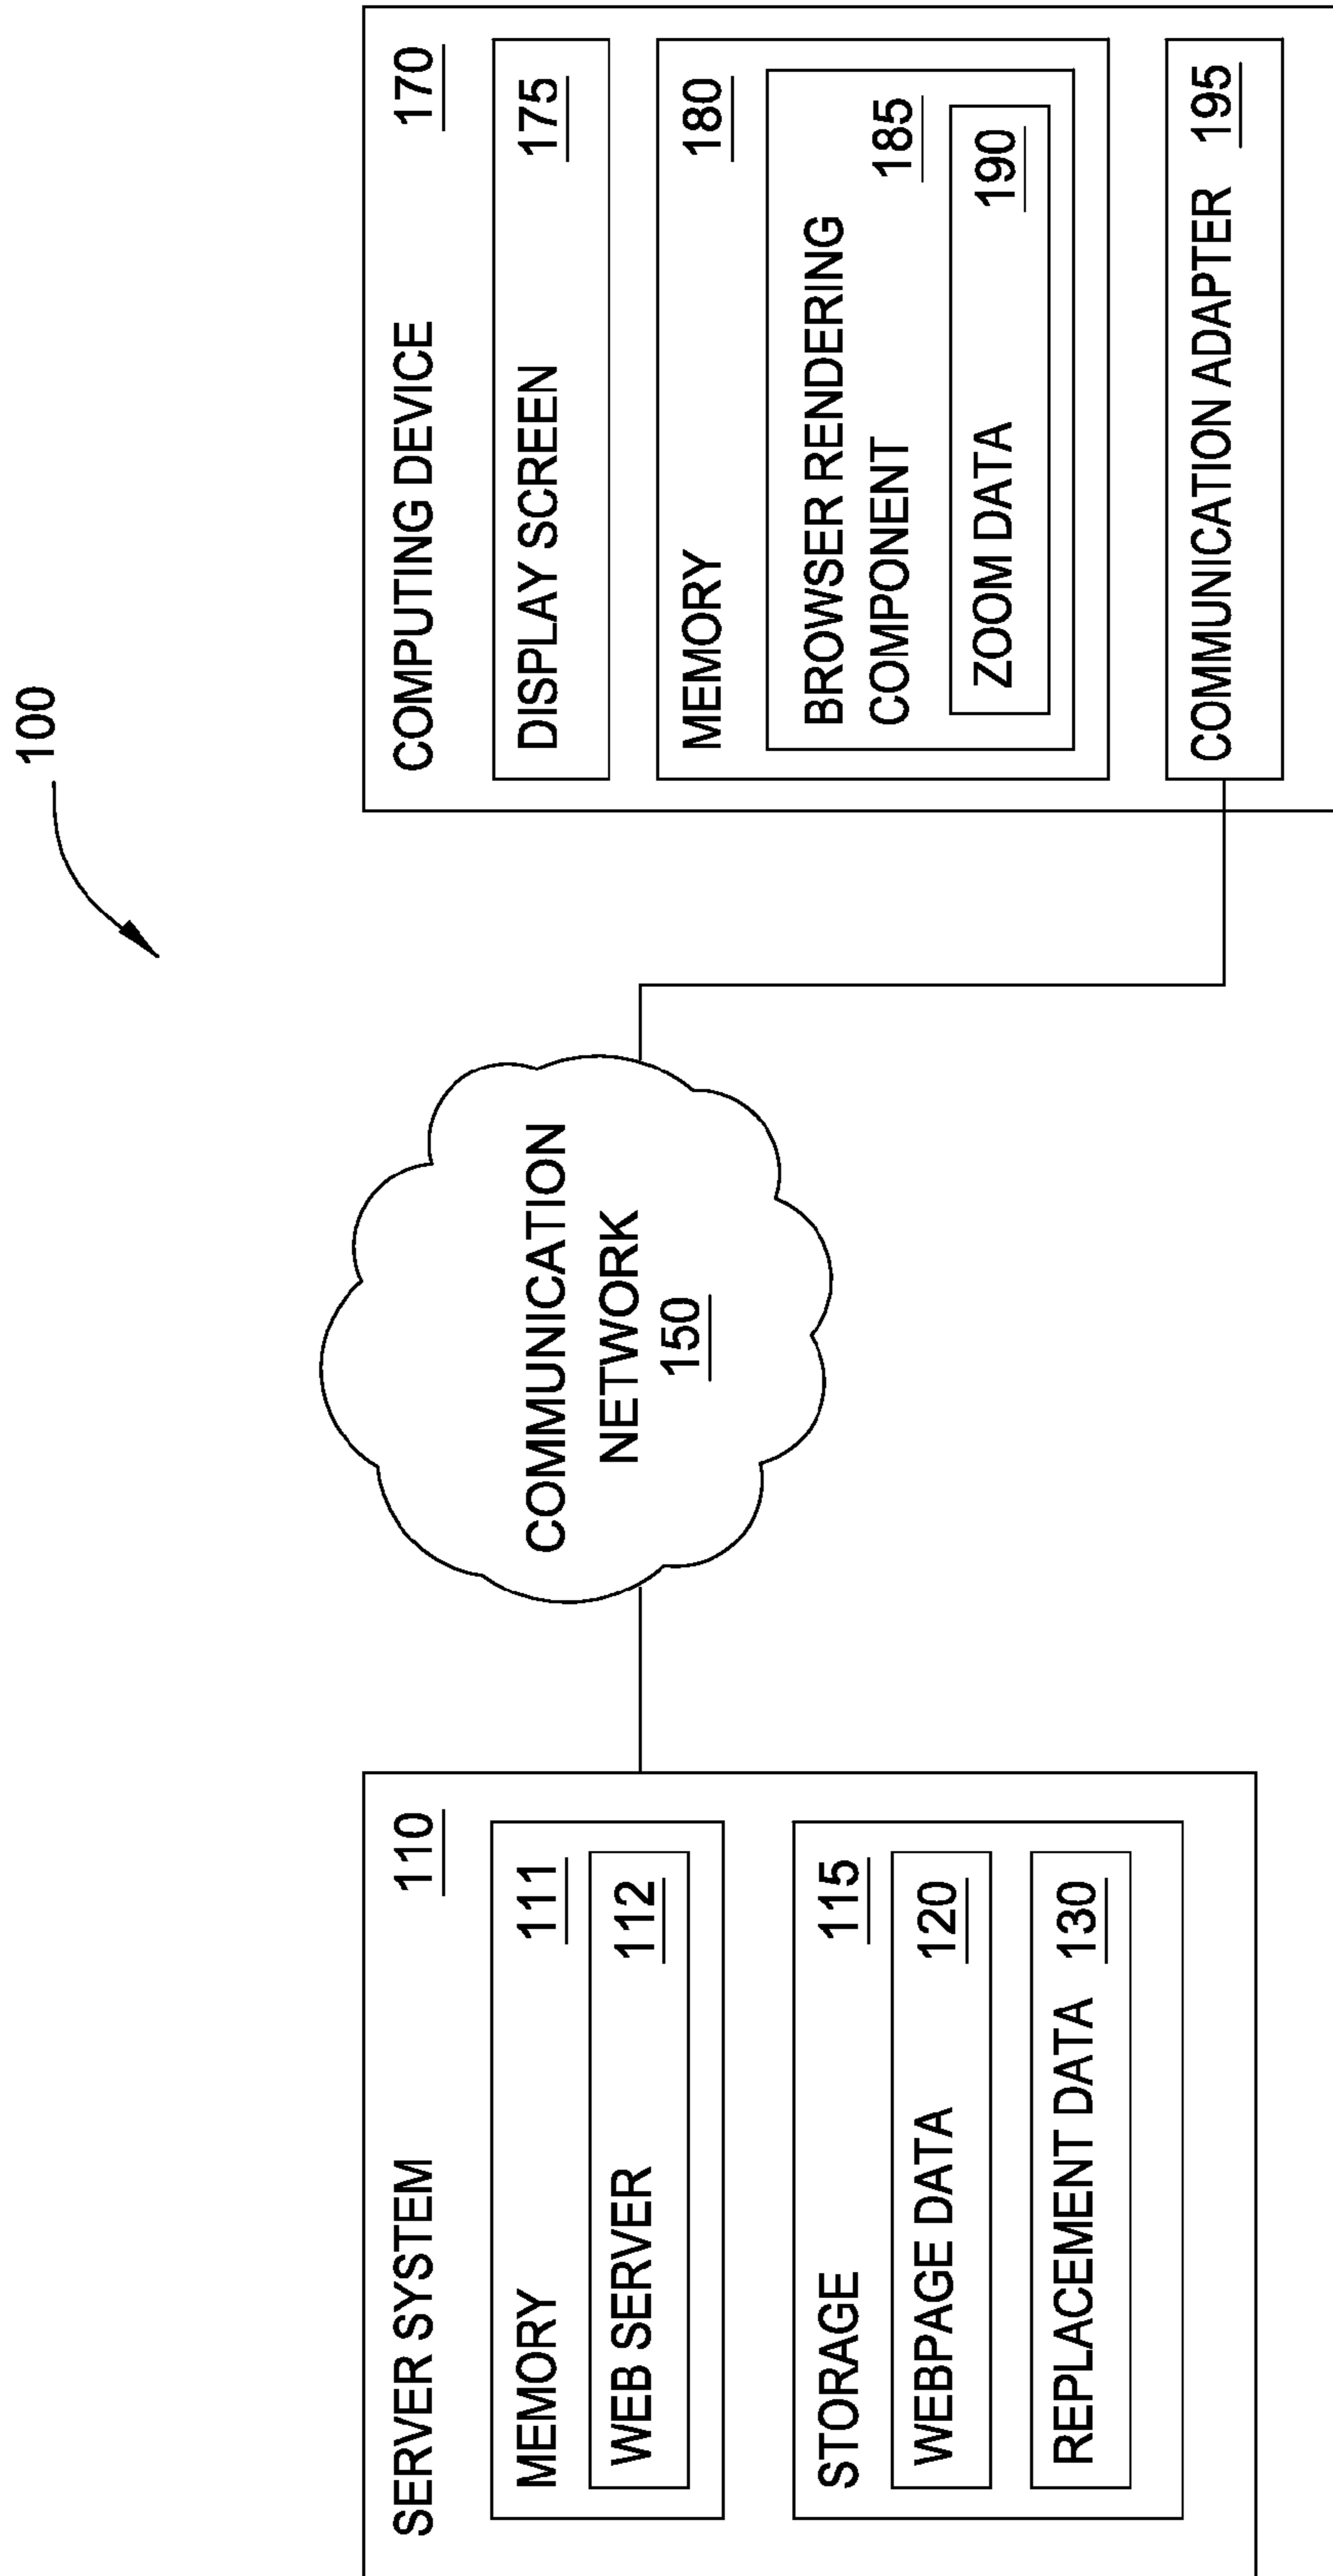 100
SERVER SYSTEM 110
MEMORY 111
WEB SERVER 112
STORAGE 115
WEBPAGE DATA 120
REPLACEMENT DATA 130
COMMUNICATION
NETWORK
150
COMPUTING DEVICE 170
DISPLAY SCREEN 175
MEMORY 180
BROWSER RENDERING
COMPONENT 185
ZOOM DATA 190
COMMUNICATION ADAPTER 195